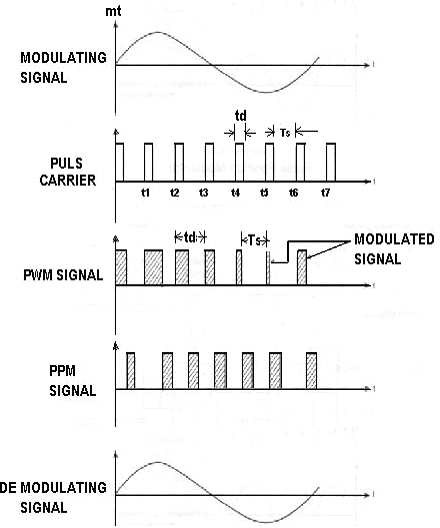 mt
MODULATING
SIGNAL
t
td
Ts
PULS
CARRIER
t1 t2 t3 t4 t5 t6 t7
t
td Ts
MODULATED
SIGNAL
PWM SIGNAL
t
PPM
SIGNAL
t
DE MODULATING
SIGNAL
t